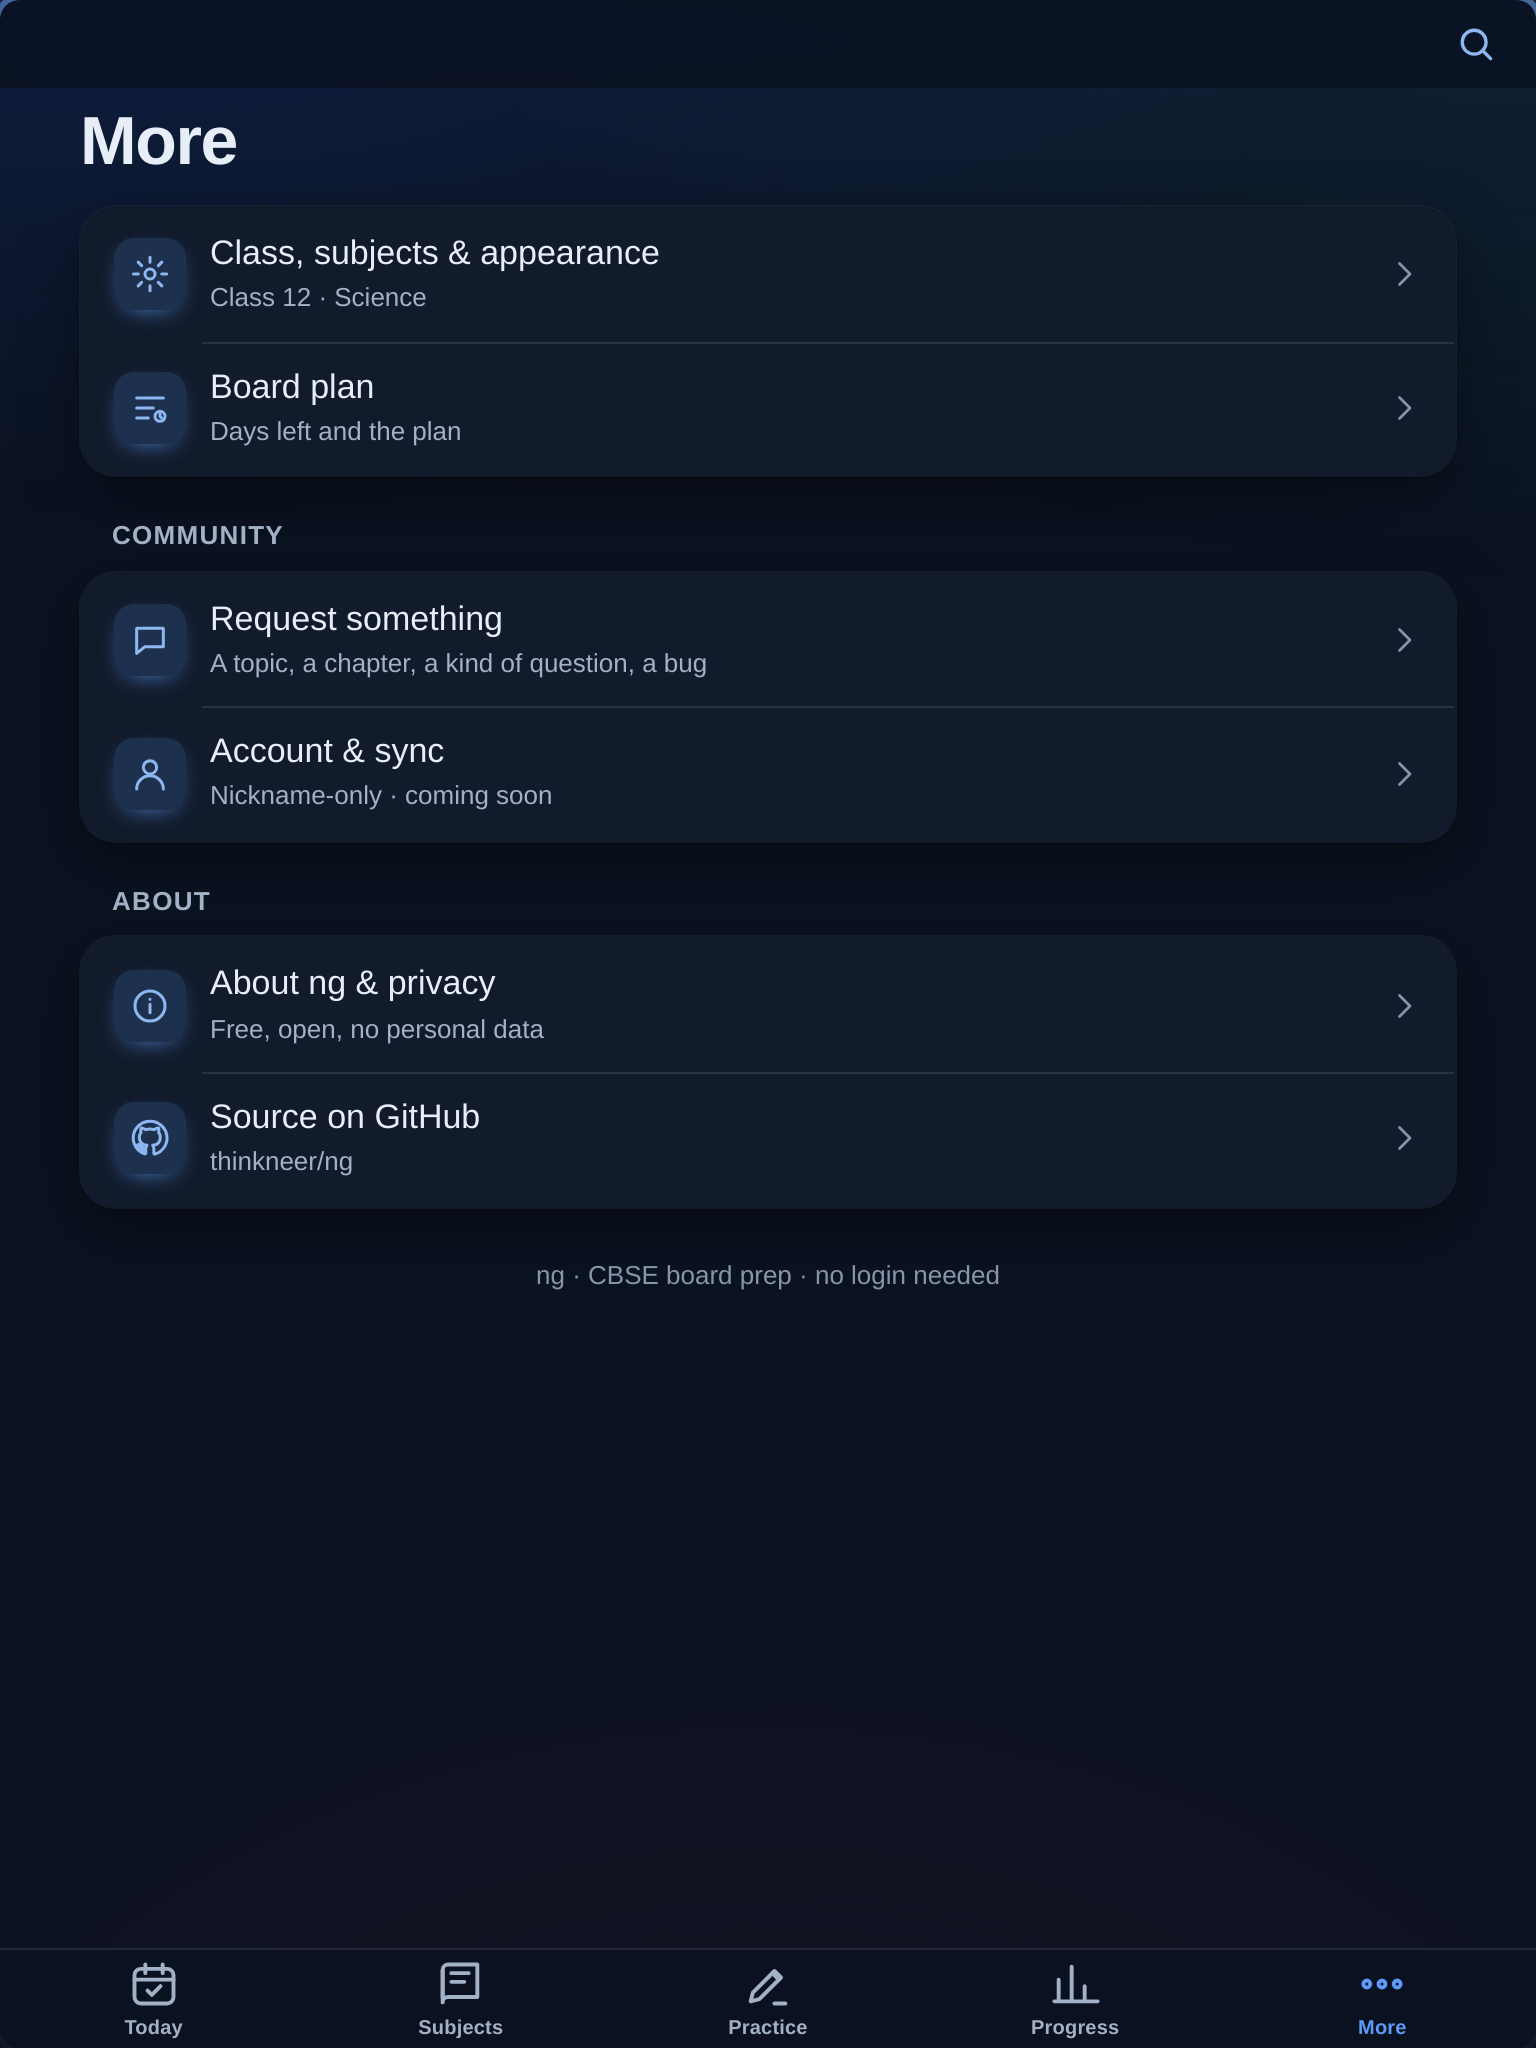 More
Class, subjects & appearance
Class 12 · Science
Board plan
Days left and the plan
COMMUNITY
Request something
A topic, a chapter, a kind of question, a bug
Account & sync
Nickname-only · coming soon
ABOUT
About ng & privacy
Free, open, no personal data
Source on GitHub
thinkneer/ng
ng · CBSE board prep · no login needed
Today
Subjects
Practice
Progress
More